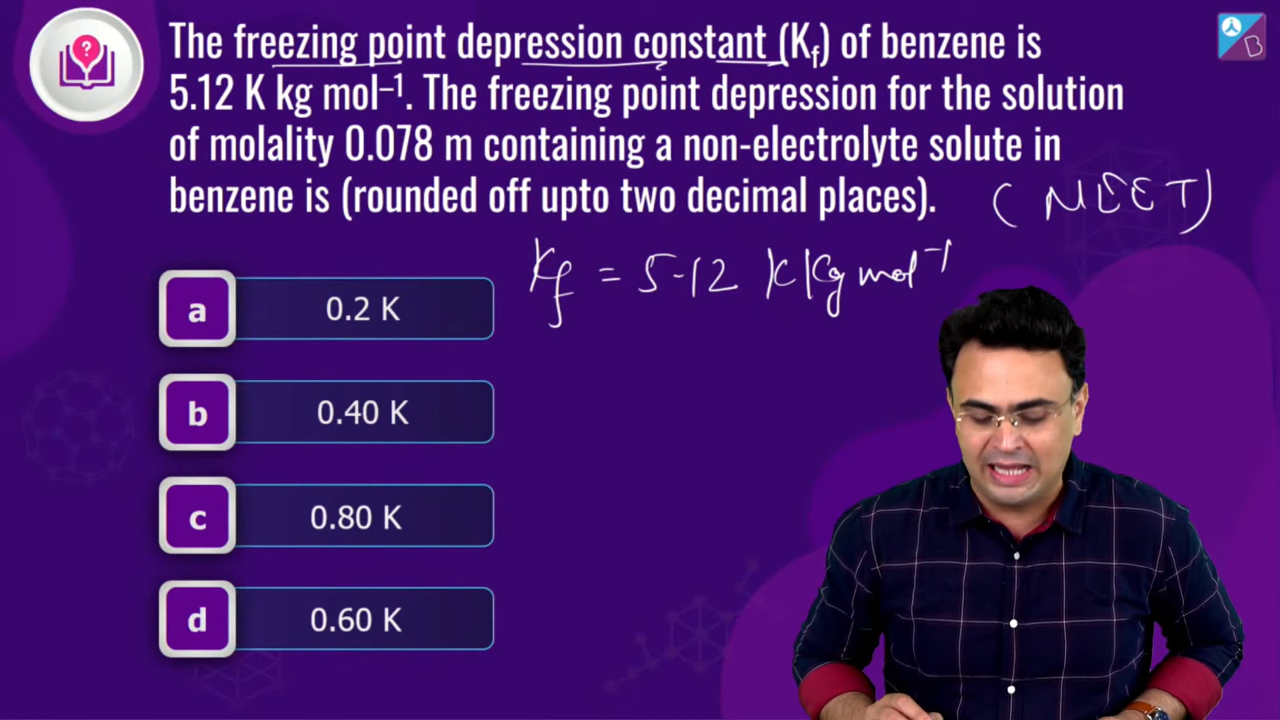 The freezing point depression constant (Kf) of benzene is
5.12 K kg mol–1. The freezing point depression for the solution
of molality 0.078 m containing a non-electrolyte solute in
benzene is (rounded off upto two decimal places).
(NEET)
Kf = 5.12 K Kg mol-1
a 0.2 K
b 0.40 K
c 0.80 K
d 0.60 K
B